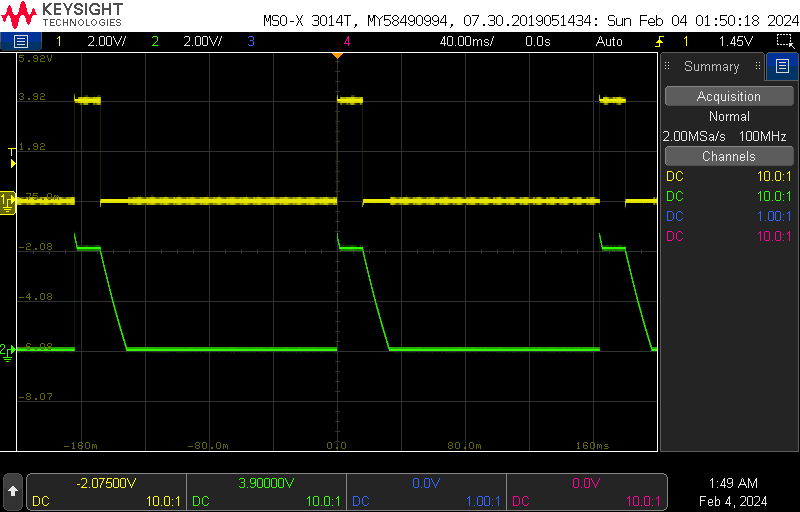 KEYSIGHT
TECHNOLOGIES
MSO-X 3014T, MY58490994, 07.30.2019051434: Sun Feb 04 01:50:18 2024
1 2.00V/ 2 2.00V/ 3 4 40.00ms/ 0.0s Auto 1 1.45V
5.92V
3.92
1.92
-75.0m
-2.08
-4.08
-6.08
-8.07
-160m -80.0m 0.0 80.0m 160ms
T
1
2
Summary
Acquisition
Normal
2.00MSa/s 100MHz
Channels
DC 10.0:1
DC 10.0:1
DC 1.00:1
DC 10.0:1
-2.07500V 3.90000V 0.0V 0.0V
DC 10.0:1 DC 10.0:1 DC 1.00:1 DC 10.0:1
1:49 AM
Feb 4, 2024